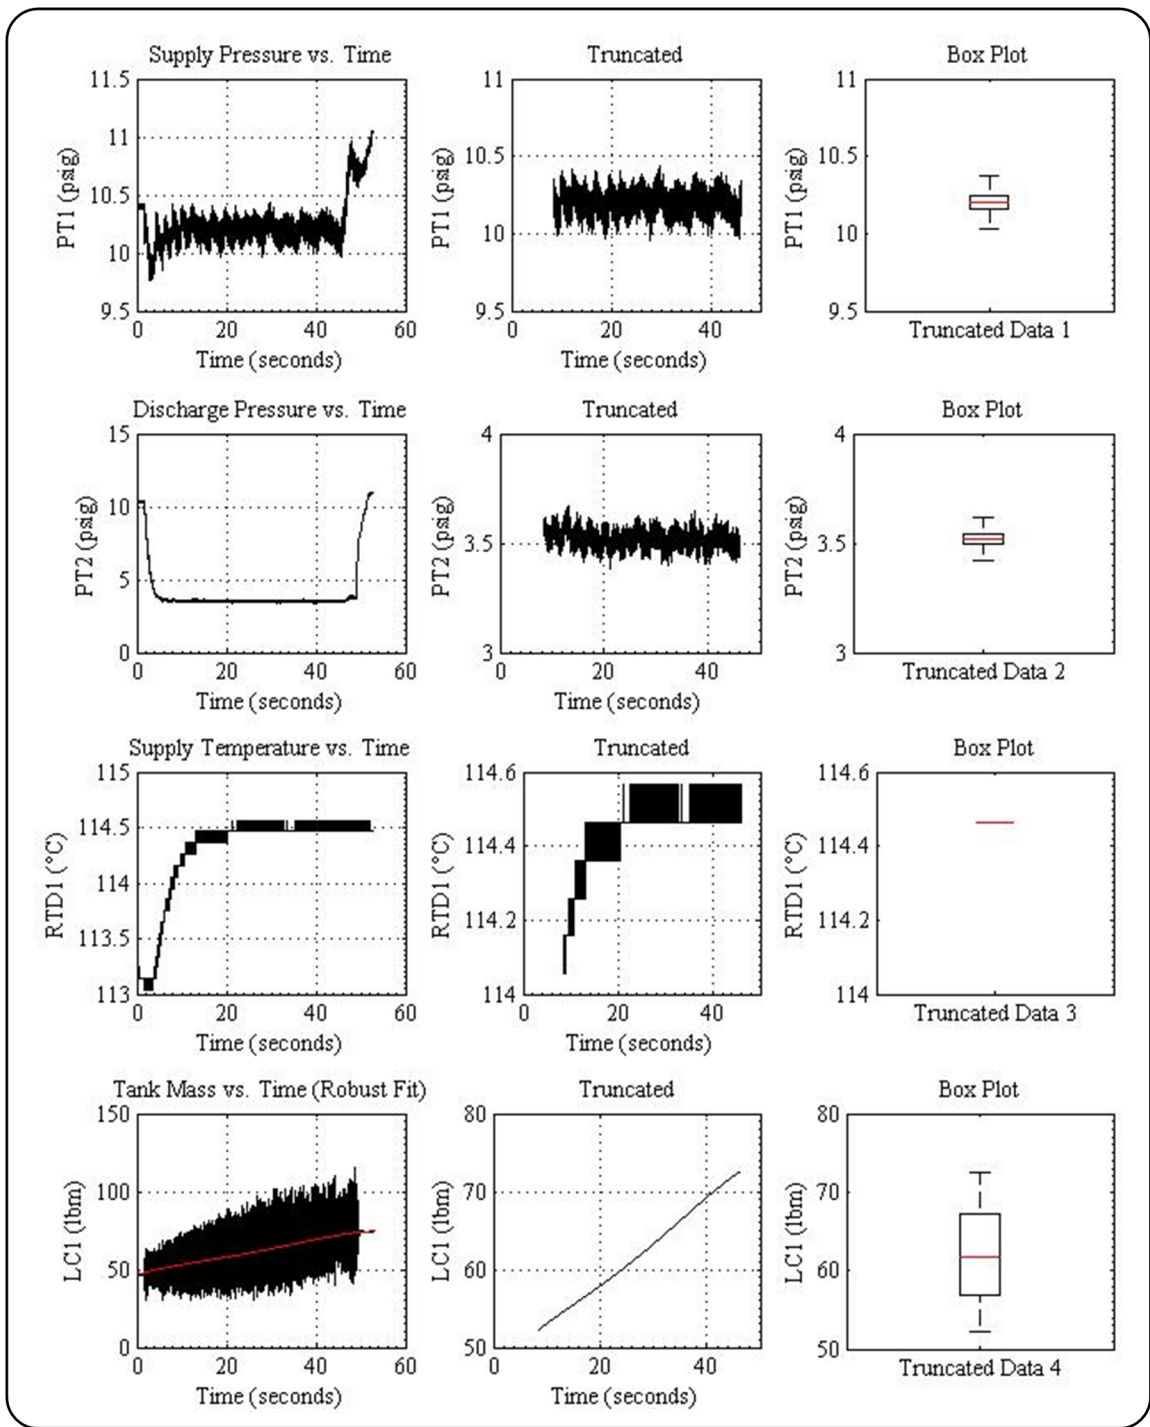 Supply Pressure vs. Time
PT1 (psig)
11.5
11
10.5
10
9.5
0 20 40 60
Time (seconds)
Truncated
PT1 (psig)
11
10.5
10
9.5
0 20 40
Time (seconds)
Box Plot
PT1 (psig)
11
10.5
10
9.5
Truncated Data 1
Discharge Pressure vs. Time
PT2 (psig)
15
10
5
0
0 20 40 60
Time (seconds)
Truncated
PT2 (psig)
4
3.5
3
0 20 40
Time (seconds)
Box Plot
PT2 (psig)
4
3.5
3
Truncated Data 2
Supply Temperature vs. Time
RTD1 (°C)
115
114.5
114
113.5
113
0 20 40 60
Time (seconds)
Truncated
RTD1 (°C)
114.6
114.4
114.2
114
0 20 40
Time (seconds)
Box Plot
RTD1 (°C)
114.6
114.4
114.2
114
Truncated Data 3
Tank Mass vs. Time (Robust Fit)
LC1 (lbm)
150
100
50
0
0 20 40 60
Time (seconds)
Truncated
LC1 (lbm)
80
70
60
50
0 20 40
Time (seconds)
Box Plot
LC1 (lbm)
80
70
60
50
Truncated Data 4